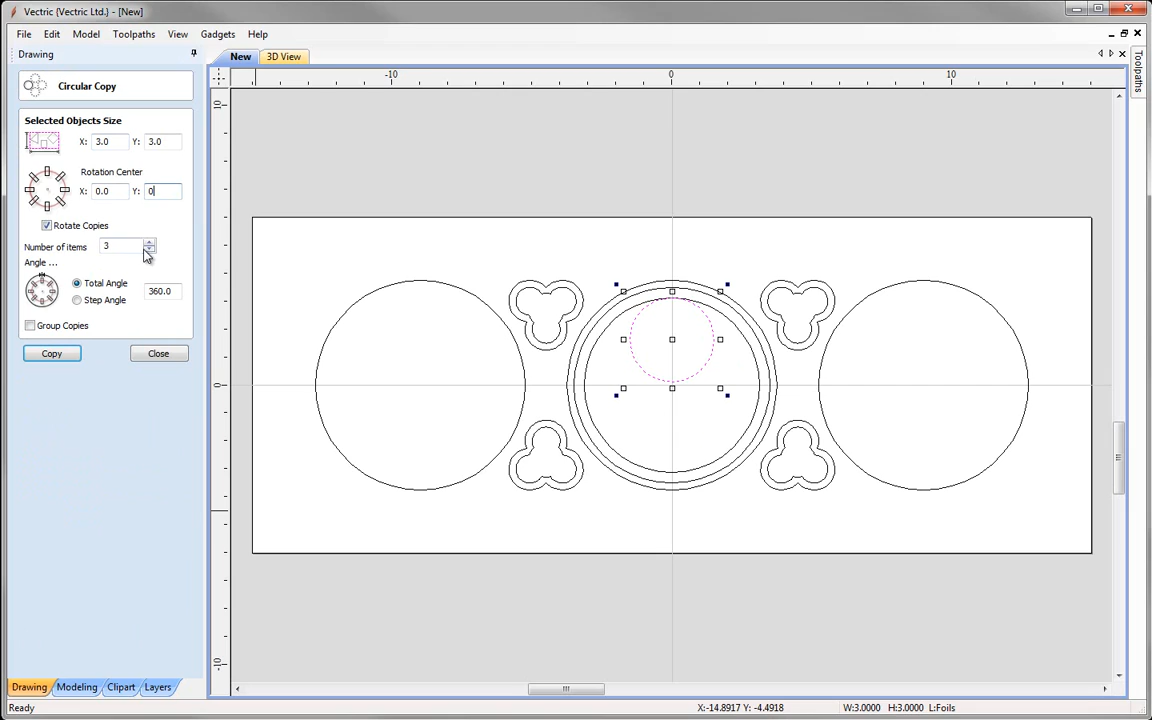 Vectric {Vectric Ltd.} - [New]
File Edit Model Toolpaths View Gadgets Help
Drawing
New
3D View
Toolpaths
Circular Copy
-10 0 10
10
0
-10
Selected Objects Size
X: 3.0 Y: 3.0
Rotation Center
X: 0.0 Y: 0
Rotate Copies
Number of items 3
Angle ...
Total Angle 360.0
Step Angle
Group Copies
Copy Close
Drawing Modeling Clipart Layers
Ready
X:-14.8917 Y: -4.4918
W:3.0000 H:3.0000 L:Foils